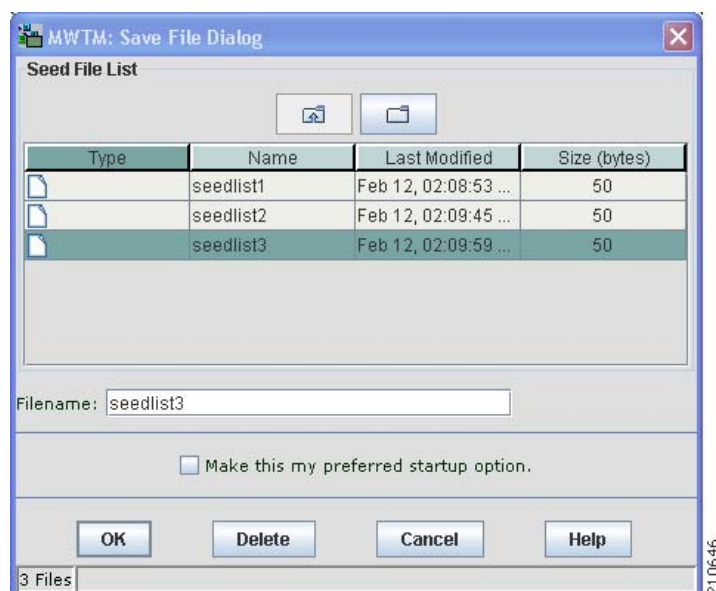 MWTM: Save File Dialog
Seed File List
Type Name Last Modified Size (bytes)
seedlist1 Feb 12, 02:08:53 ... 50
seedlist2 Feb 12, 02:09:45 ... 50
seedlist3 Feb 12, 02:09:59 ... 50
Filename: seedlist3
Make this my preferred startup option.
OK Delete Cancel Help
3 Files
210646